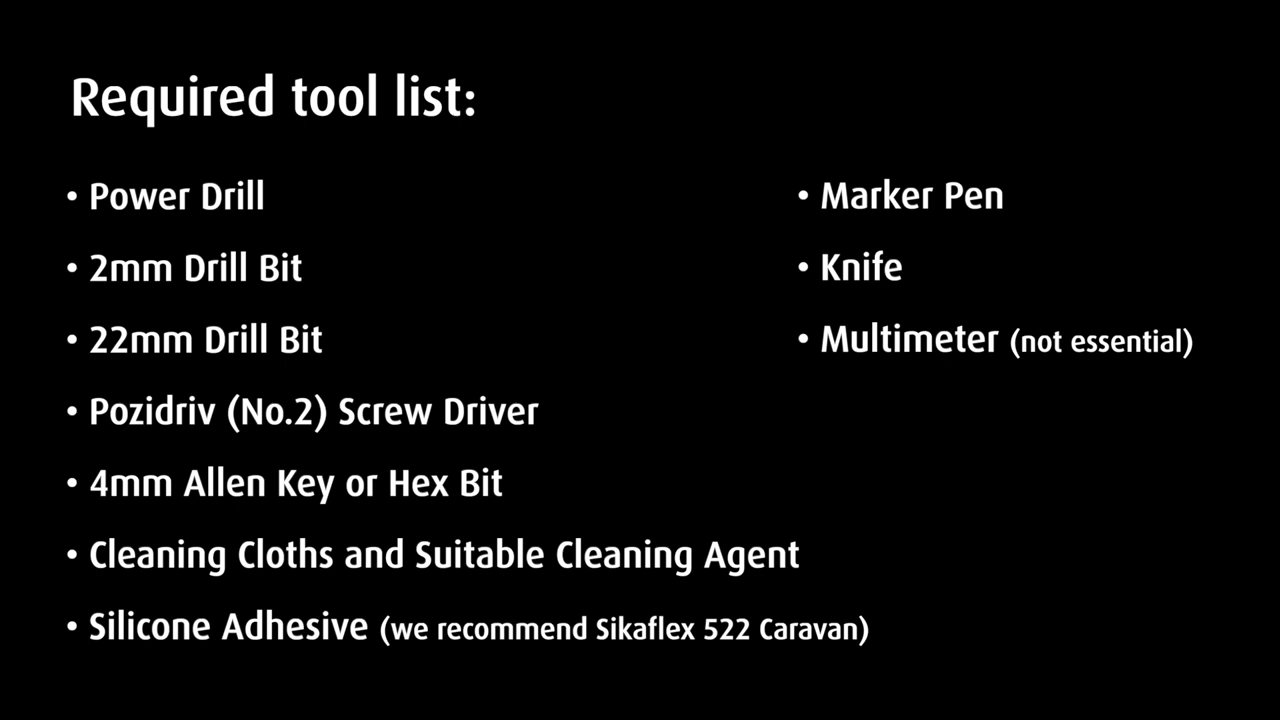 Required tool list:
• Power Drill
• 2mm Drill Bit
• 22mm Drill Bit
• Pozidriv (No.2) Screw Driver
• 4mm Allen Key or Hex Bit
• Cleaning Cloths and Suitable Cleaning Agent
• Silicone Adhesive (we recommend Sikaflex 522 Caravan)
• Marker Pen
• Knife
• Multimeter (not essential)